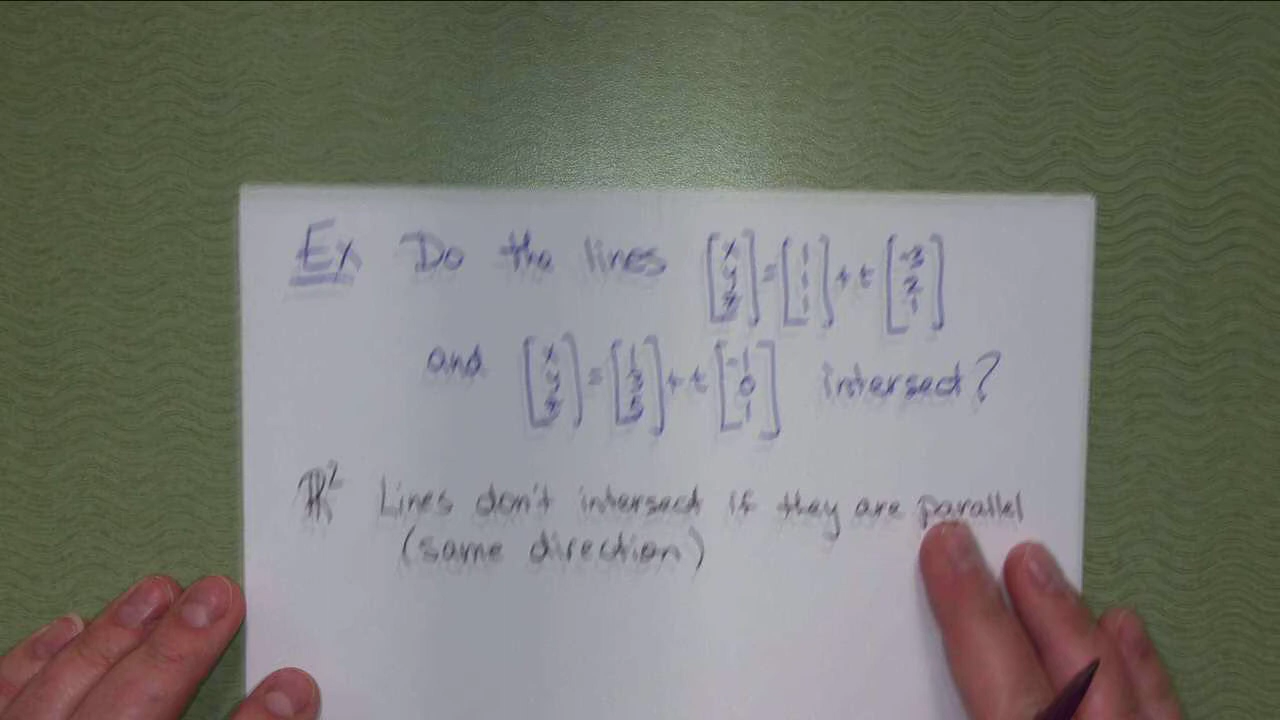 Ex Do the lines [x y z] = [1 1 1] + t [-3 2 1]
and [x y z] = [1 3 5] + t [-1 0 1] intersect?
ℝ² Lines don't intersect if they are parallel
(same direction)